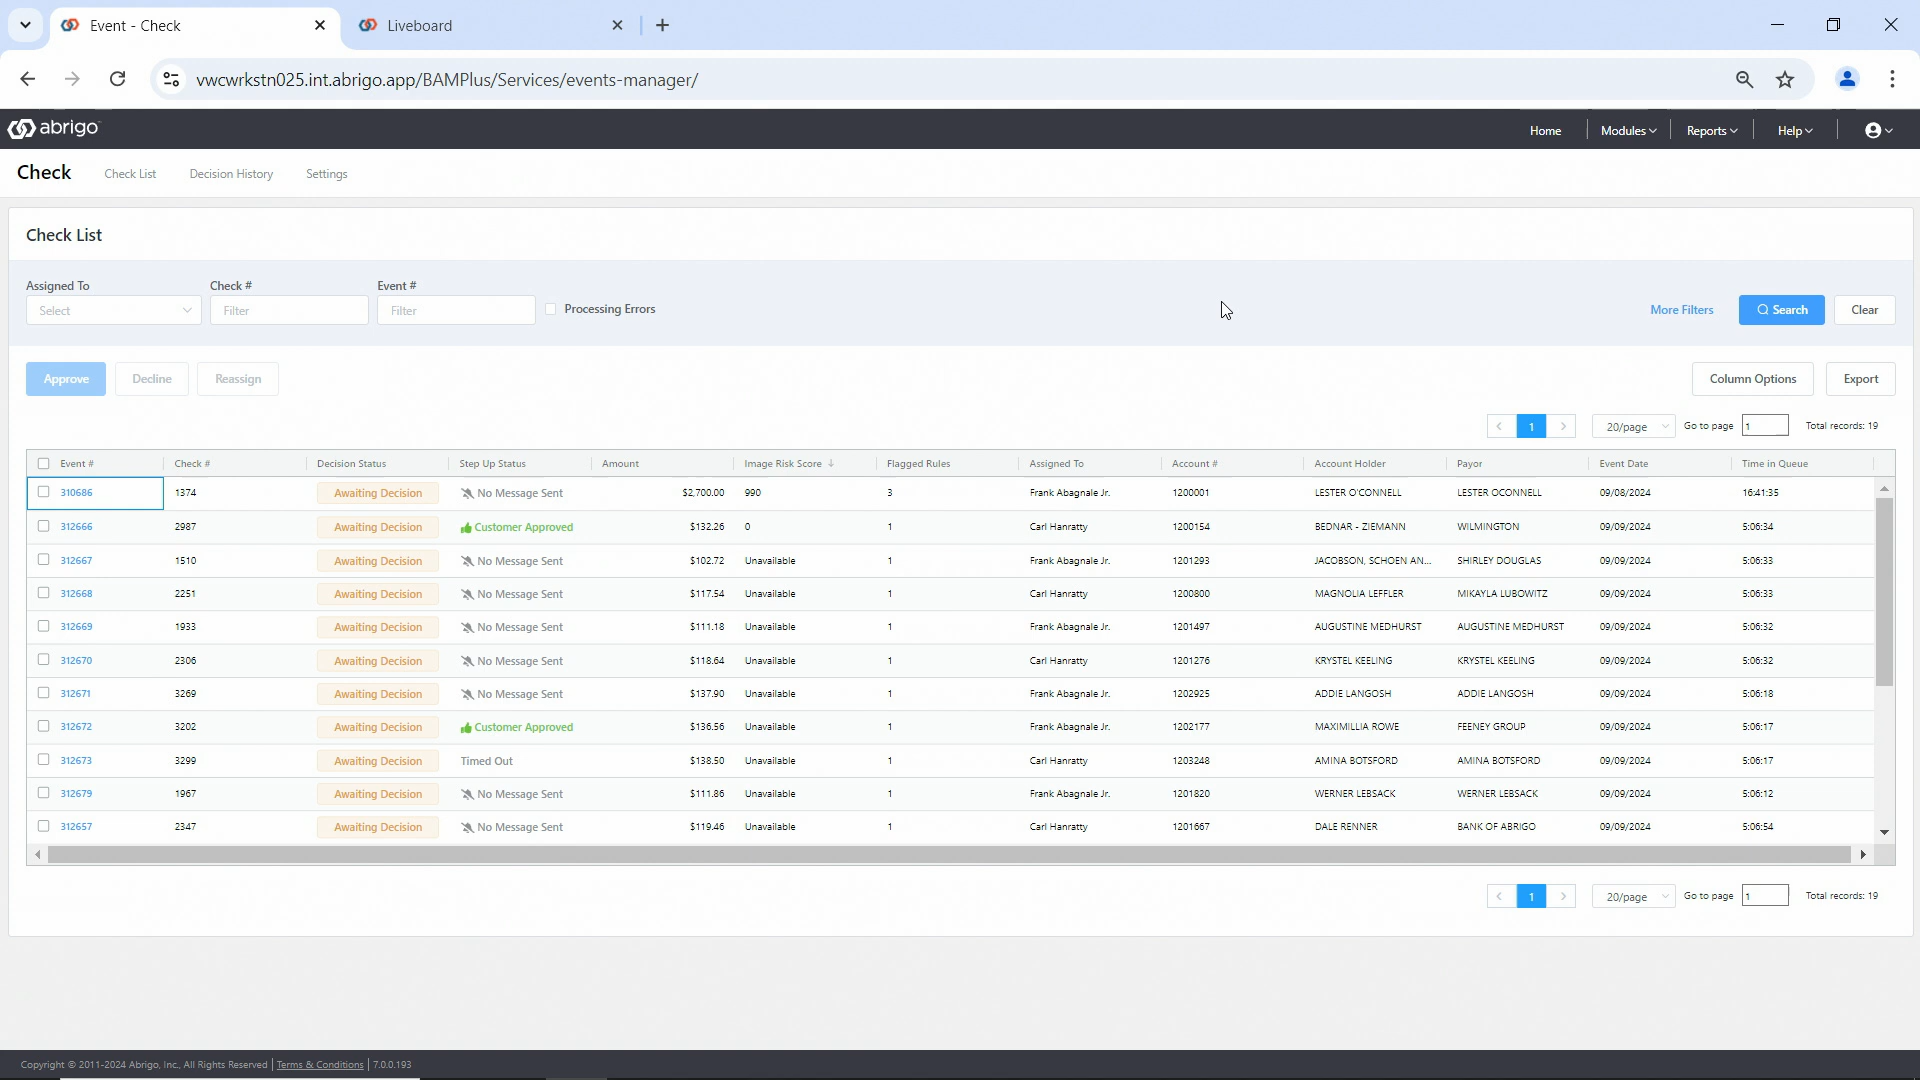 Event - Check
Liveboard
vwcwrkstn025.int.abrigo.app/BAMPlus/Services/events-manager/
abrigo
Home Modules Reports Help
Check Check List Decision History Settings
Check List
Assigned To Check # Event #
Select Filter Filter Processing Errors More Filters Search Clear
Approve Decline Reassign Column Options Export
1 20/page Go to page 1 Total records: 19
Event # Check # Decision Status Step Up Status Amount Image Risk Score Flagged Rules Assigned To Account # Account Holder Payor Event Date Time in Queue
310686 1374 Awaiting Decision No Message Sent $2,700.00 990 3 Frank Abagnale Jr. 1200001 LESTER O'CONNELL LESTER OCONNELL 09/08/2024 16:41:35
312666 2987 Awaiting Decision Customer Approved $132.26 0 1 Carl Hanratty 1200154 BEDNAR - ZIEMANN WILMINGTON 09/09/2024 5:06:34
312667 1510 Awaiting Decision No Message Sent $102.72 Unavailable 1 Frank Abagnale Jr. 1201293 JACOBSON, SCHOEN AN... SHIRLEY DOUGLAS 09/09/2024 5:06:33
312668 2251 Awaiting Decision No Message Sent $117.54 Unavailable 1 Carl Hanratty 1200800 MAGNOLIA LEFFLER MIKAYLA LUBOWITZ 09/09/2024 5:06:33
312669 1933 Awaiting Decision No Message Sent $111.18 Unavailable 1 Frank Abagnale Jr. 1201497 AUGUSTINE MEDHURST AUGUSTINE MEDHURST 09/09/2024 5:06:32
312670 2306 Awaiting Decision No Message Sent $118.64 Unavailable 1 Carl Hanratty 1201276 KRYSTEL KEELING KRYSTEL KEELING 09/09/2024 5:06:32
312671 3269 Awaiting Decision No Message Sent $137.90 Unavailable 1 Frank Abagnale Jr. 1202925 ADDIE LANGOSH ADDIE LANGOSH 09/09/2024 5:06:18
312672 3202 Awaiting Decision Customer Approved $136.56 Unavailable 1 Frank Abagnale Jr. 1202177 MAXIMILLIA ROWE FEENEY GROUP 09/09/2024 5:06:17
312673 3299 Awaiting Decision Timed Out $138.50 Unavailable 1 Carl Hanratty 1203248 AMINA BOTSFORD AMINA BOTSFORD 09/09/2024 5:06:17
312679 1967 Awaiting Decision No Message Sent $111.86 Unavailable 1 Frank Abagnale Jr. 1201820 WERNER LEBSACK WERNER LEBSACK 09/09/2024 5:06:12
312657 2347 Awaiting Decision No Message Sent $119.46 Unavailable 1 Carl Hanratty 1201667 DALE RENNER BANK OF ABRIGO 09/09/2024 5:06:54
1 20/page Go to page 1 Total records: 19
Copyright © 2011-2024 Abrigo, Inc., All Rights Reserved Terms & Conditions 7.0.0.193